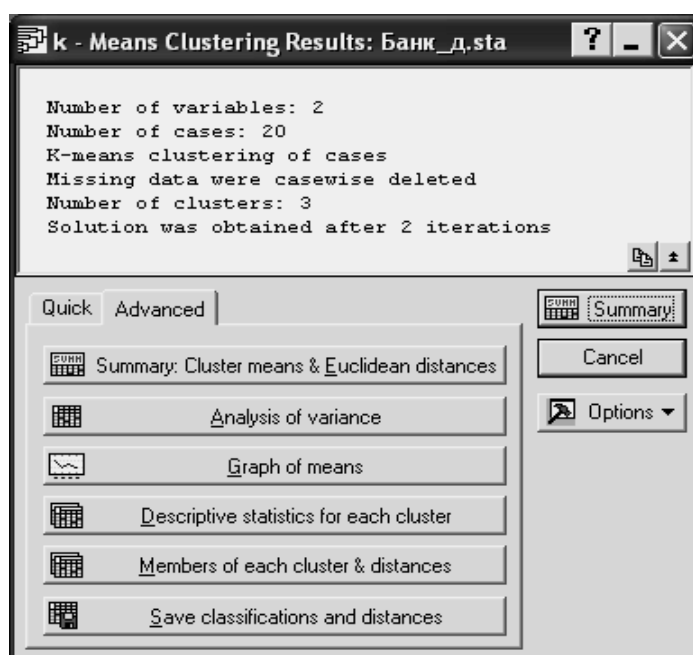 k - Means Clustering Results: Банк_д.sta
Number of variables: 2
Number of cases: 20
K-means clustering of cases
Missing data were casewise deleted
Number of clusters: 3
Solution was obtained after 2 iterations
Quick Advanced
Summary: Cluster means & Euclidean distances
Analysis of variance
Graph of means
Descriptive statistics for each cluster
Members of each cluster & distances
Save classifications and distances
Summary
Cancel
Options